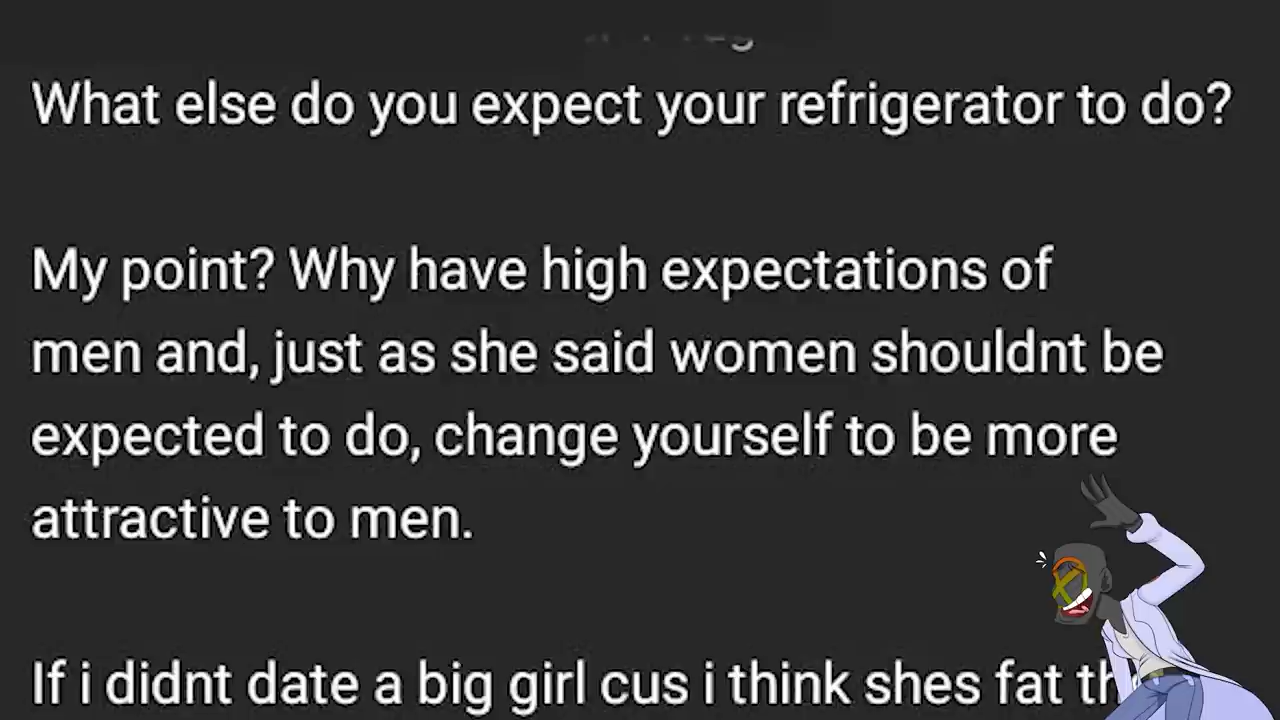 What else do you expect your refrigerator to do?
My point? Why have high expectations of
men and, just as she said women shouldnt be
expected to do, change yourself to be more
attractive to men.
If i didnt date a big girl cus i think shes fat